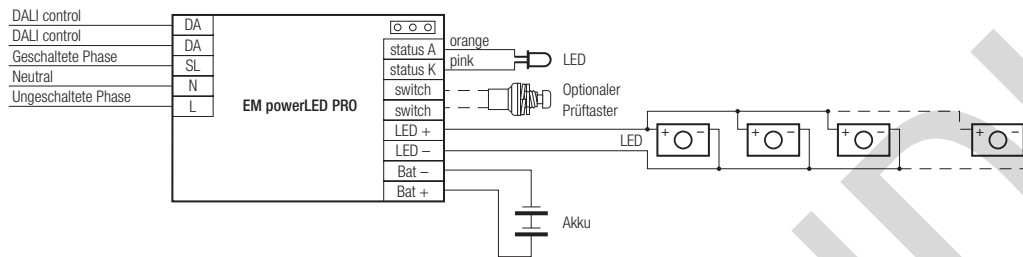 DALI control
DALI control
Geschaltete Phase
Neutral
Ungeschaltete Phase
DA
DA
SL
N
L
EM powerLED PRO
status A
status K
switch
switch
LED +
LED –
Bat –
Bat +
orange
pink
LED
Optionaler
Prüftaster
LED
Akku
+ –
+ –
+ –
+ –